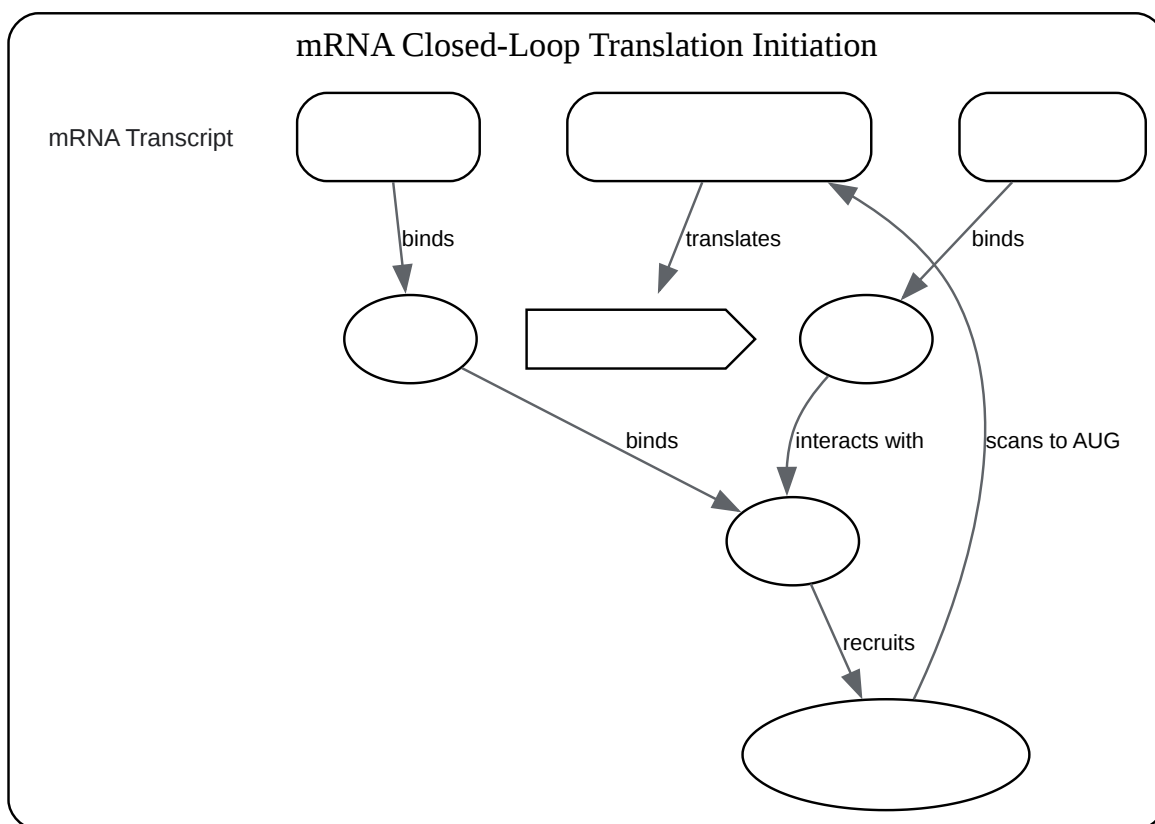 mRNA Closed-Loop Translation Initiation
mRNA Transcript
binds
translates
binds
binds
interacts with
scans to AUG
recruits